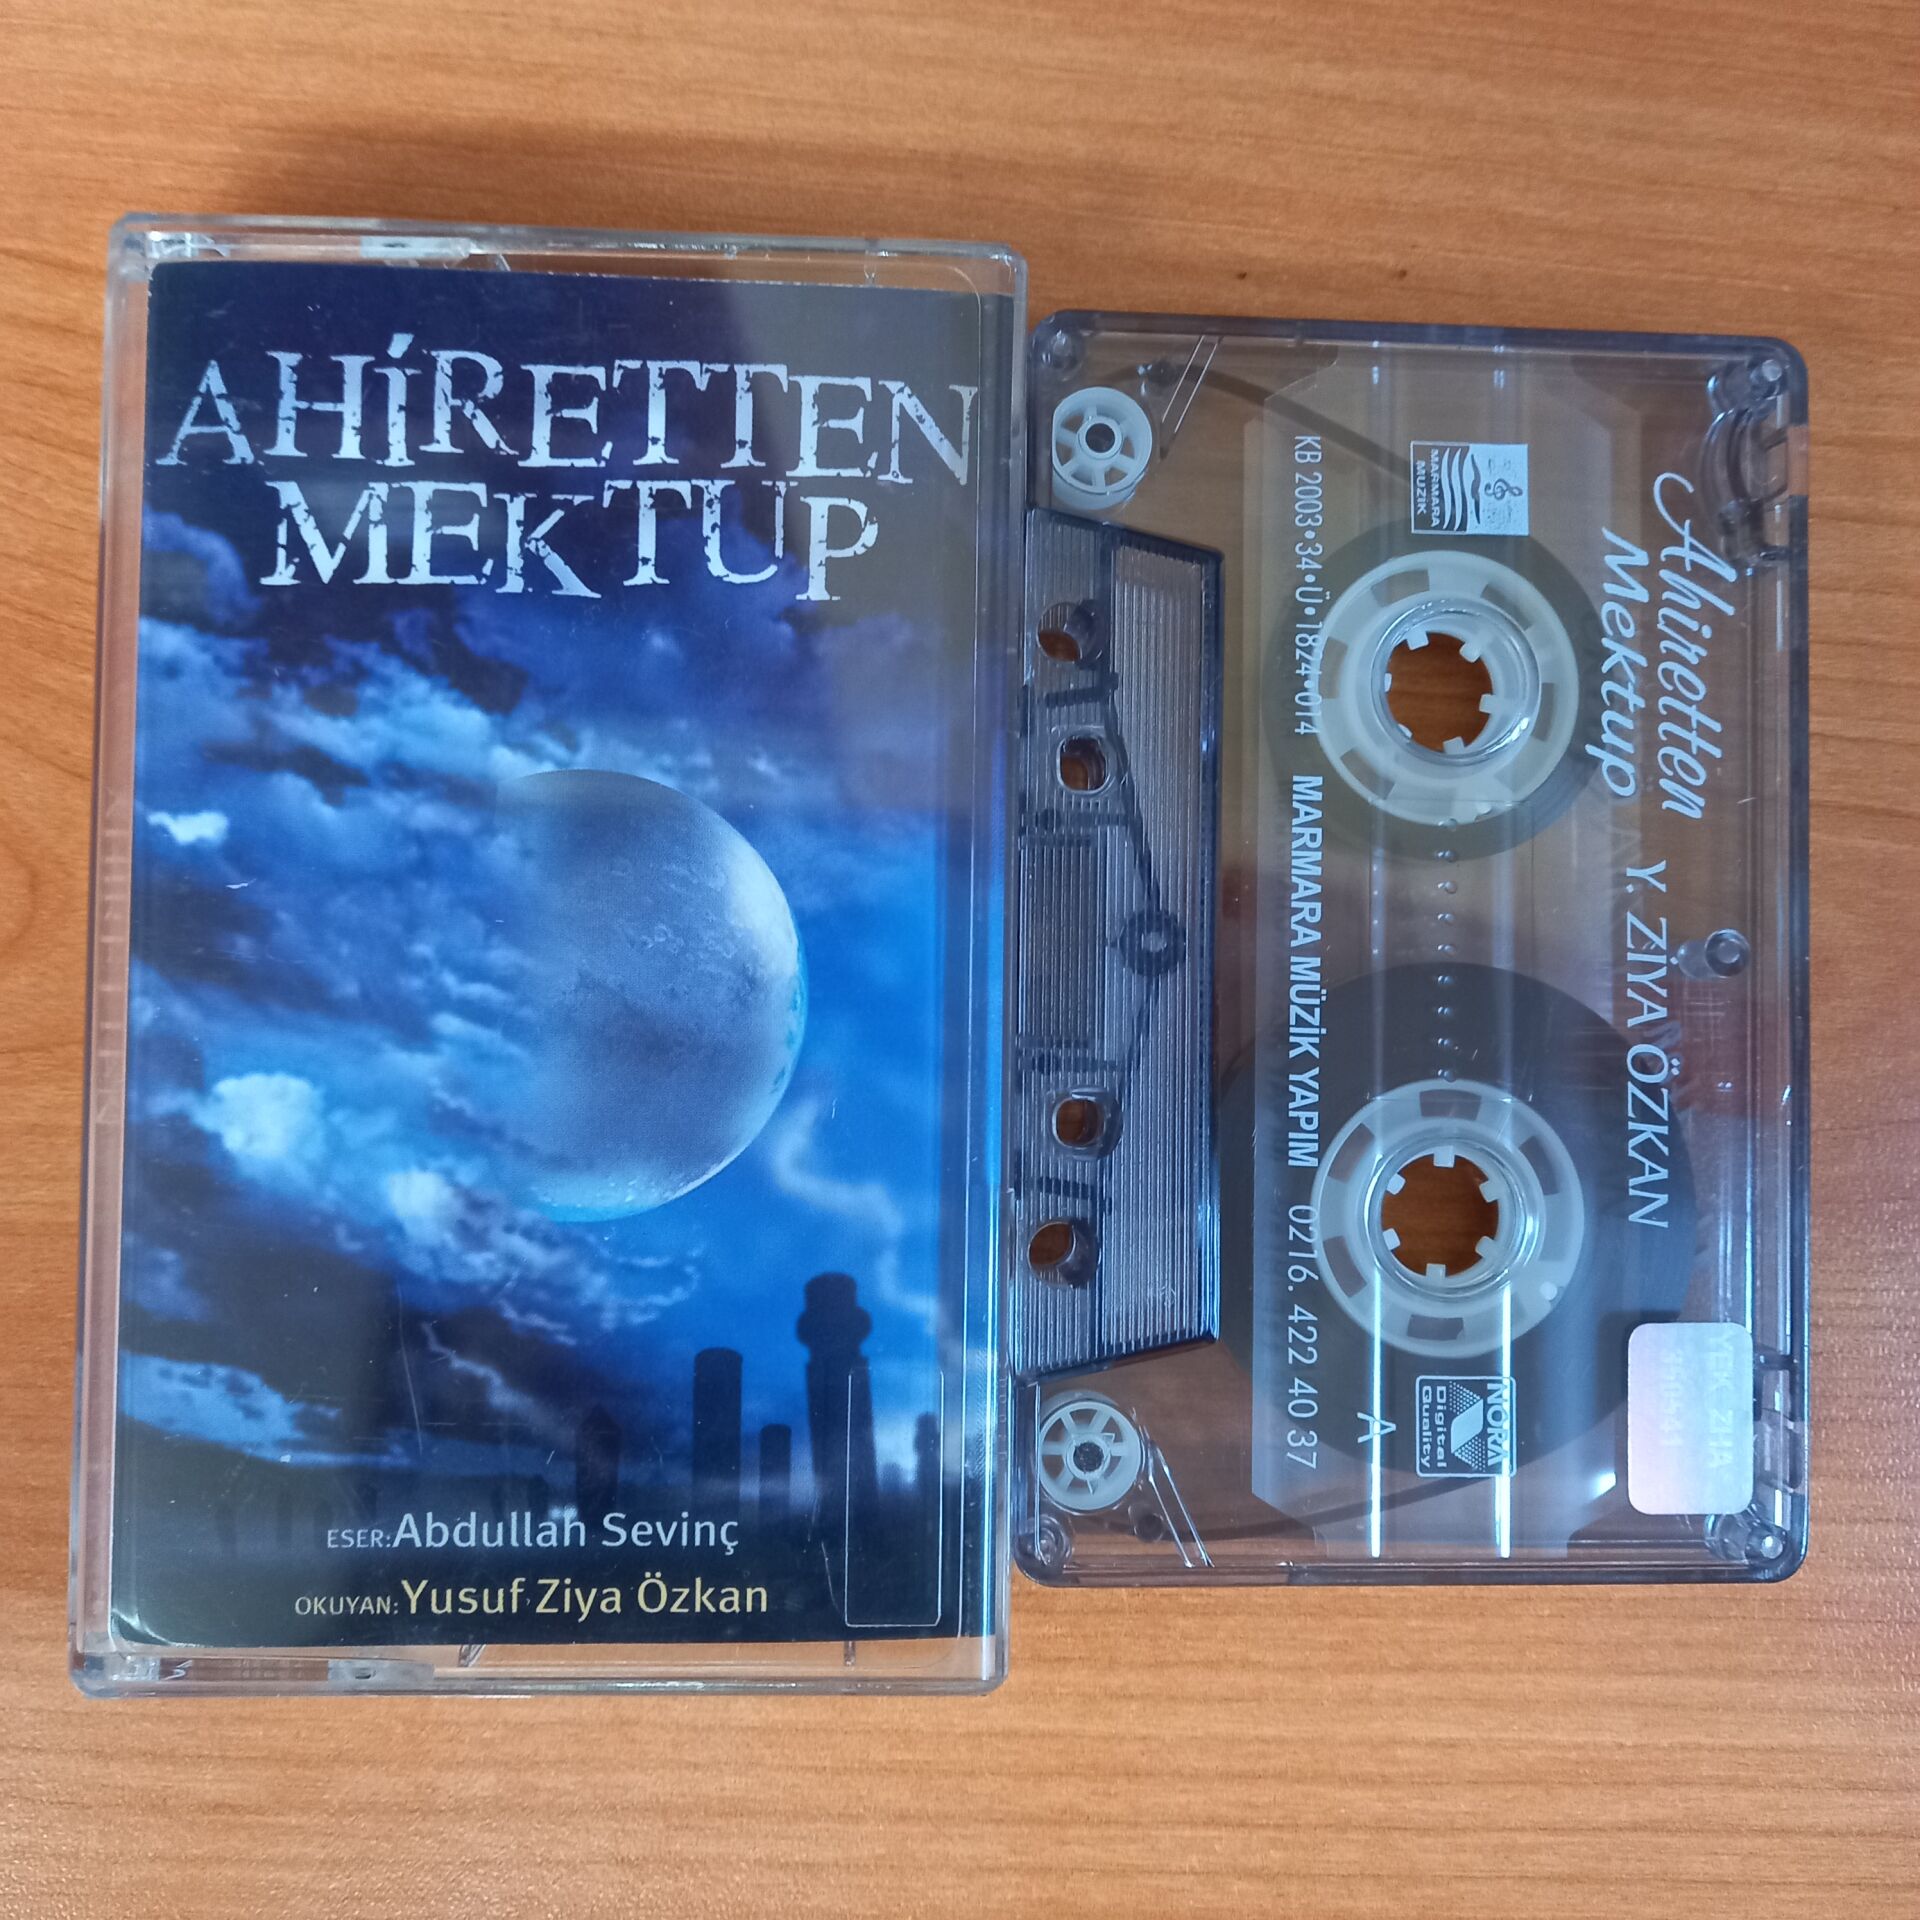 AHİRETTEN
MEKTUP
ESER:Abdullah Sevinç
OKUYAN:Yusuf Ziya Özkan
Ahiretten
Mektup
Y. ZİYA ÖZKAN
MARMARA
MÜZİK
NORA
Digital
Quality
A
KB 2003•34•Ü•1824•014 MARMARA MÜZİK YAPIM 0216. 422 40 37